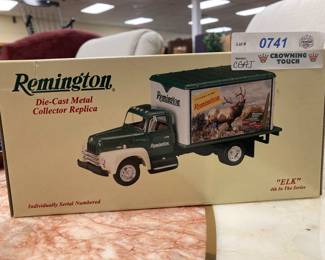 Lot #
0741
CROWNING
TOUCH
Remington®
Die-Cast Metal
Collector Replica
Remington
Remington
Remington
"ELK"
4th In The Series
Individually Serial Numbered